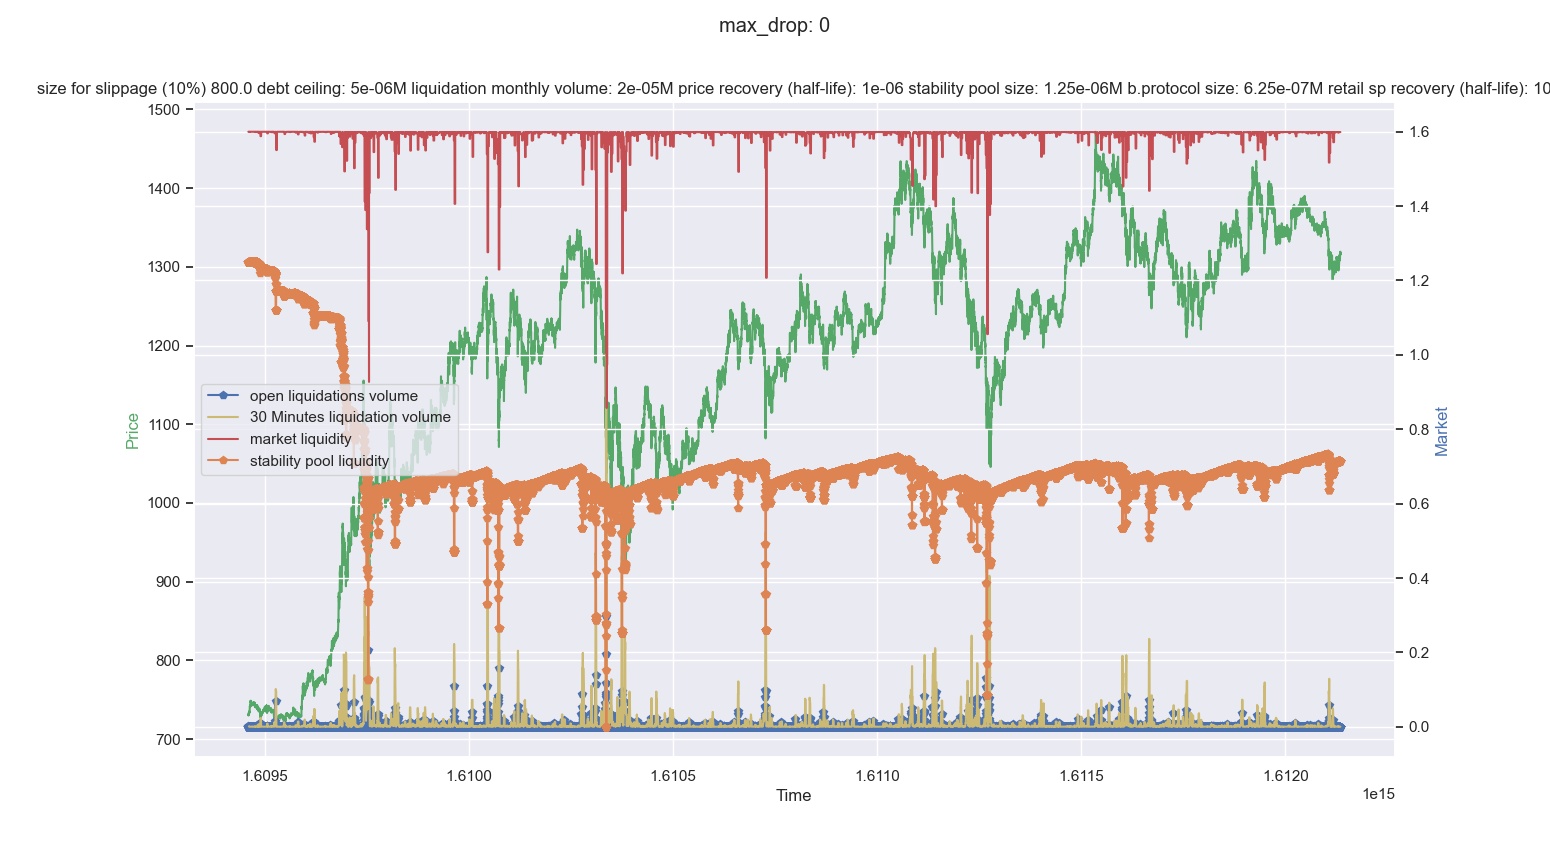 max_drop: 0
size for slippage (10%) 800.0 debt ceiling: 5e-06M liquidation monthly volume: 2e-05M price recovery (half-life): 1e-06 stability pool size: 1.25e-06M b.protocol size: 6.25e-07M retail sp recovery (half-life): 10
1500
1400
1300
1200
1100
1000
900
800
700
Price
1.6
1.4
1.2
1.0
0.8
0.6
0.4
0.2
0.0
Market
open liquidations volume
30 Minutes liquidation volume
market liquidity
stability pool liquidity
1.6095 1.6100 1.6105 1.6110 1.6115 1.6120
Time
1e15